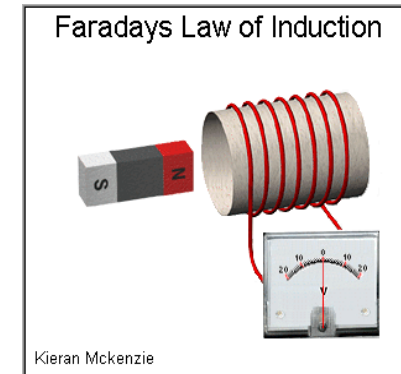 Faradays Law of Induction
S N
20 10 0 10 20
V
Kieran Mckenzie